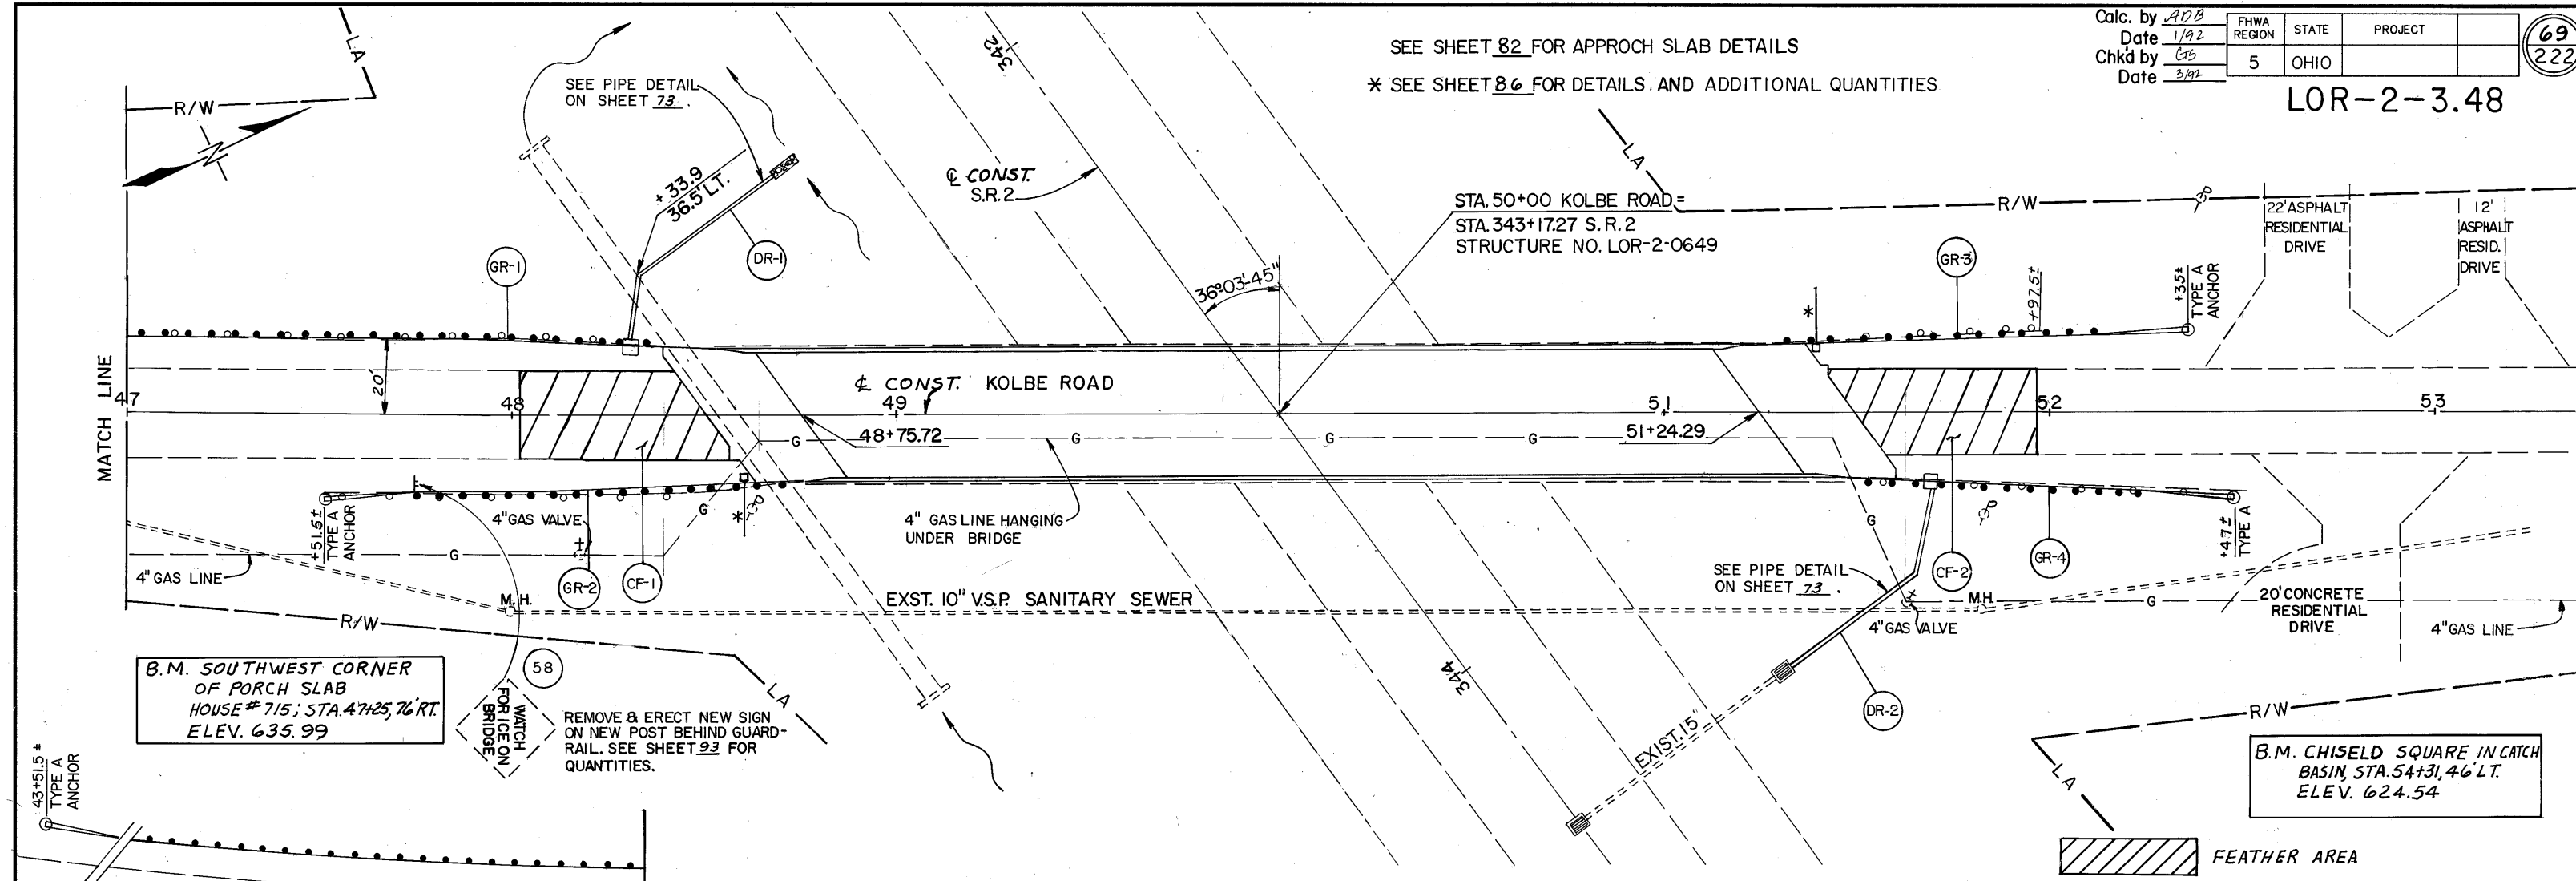 Calc. by ADB
Date 1/92
Chk'd by GJS
Date 3/92
FHWA REGION
STATE
PROJECT
5
OHIO
69
222
LOR-2-3.48
SEE SHEET 82 FOR APPROCH SLAB DETAILS
* SEE SHEET 86 FOR DETAILS AND ADDITIONAL QUANTITIES
LA
R/W
N
SEE PIPE DETAIL
ON SHEET 73.
342
℄ CONST.
S.R.2
+33.9
36.5' LT.
DR-1
GR-1
LA
STA. 50+00 KOLBE ROAD =
STA. 343+17.27 S.R.2
STRUCTURE NO. LOR-2-0649
36°-03'-45"
R/W
P
22' ASPHALT
RESIDENTIAL
DRIVE
12'
ASPHALT
RESID.
DRIVE
GR-3
*
+97.5±
+35±
TYPE A
ANCHOR
MATCH LINE
20'
℄ CONST. KOLBE ROAD
47
48
49
51
52
53
48+75.72
51+24.29
G
G
G
G
+51.5±
TYPE A
ANCHOR
4" GAS VALVE
G
*
P
4" GAS LINE HANGING
UNDER BRIDGE
G
P
+47±
TYPE A
4" GAS LINE
G
GR-2
CF-1
SEE PIPE DETAIL
ON SHEET 73.
CF-2
GR-4
M.H.
EXST. 10" V.S.P. SANITARY SEWER
4" GAS VALVE
M.H.
G
20' CONCRETE
RESIDENTIAL
DRIVE
4" GAS LINE
R/W
B.M. SOUTHWEST CORNER
OF PORCH SLAB
HOUSE # 715; STA. 47+25, 76' RT.
ELEV. 635.99
58
WATCH
FOR ICE ON
BRIDGE
REMOVE & ERECT NEW SIGN
ON NEW POST BEHIND GUARD-
RAIL. SEE SHEET 93 FOR
QUANTITIES.
LA
344
DR-2
EXIST. 15"
R/W
LA
B.M. CHISELD SQUARE IN CATCH
BASIN, STA. 54+31, 46' LT.
ELEV. 624.54
43+51.5±
TYPE A
ANCHOR
FEATHER AREA